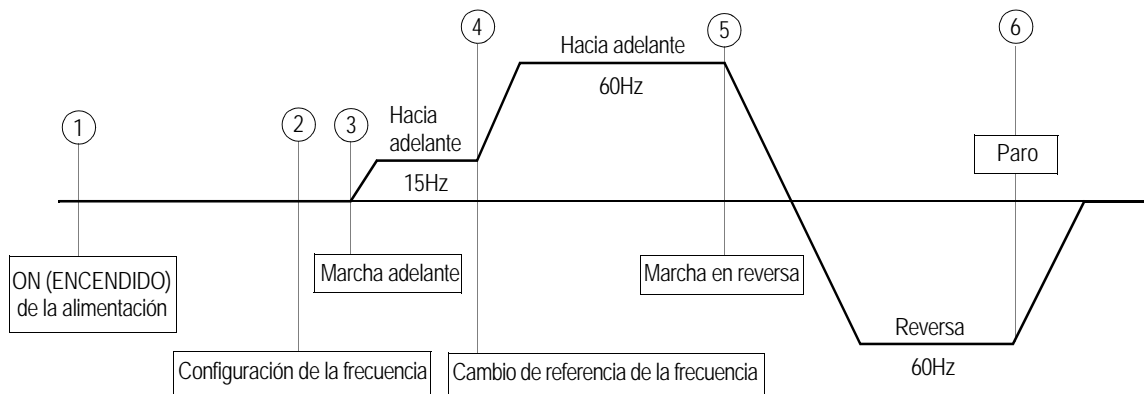 4
5
6
Hacia adelante
60Hz
1
2
3
Hacia
adelante
15Hz
Paro
ON (ENCENDIDO)
de la alimentación
Marcha adelante
Marcha en reversa
Reversa
60Hz
Configuración de la frecuencia
Cambio de referencia de la frecuencia